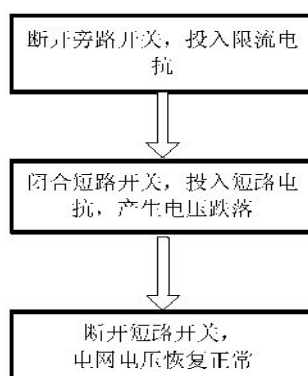 断开旁路开关，投入限流电
抗
闭合短路开关，投入短路电
抗，产生电压跌落
断开短路开关，
电网电压恢复正常